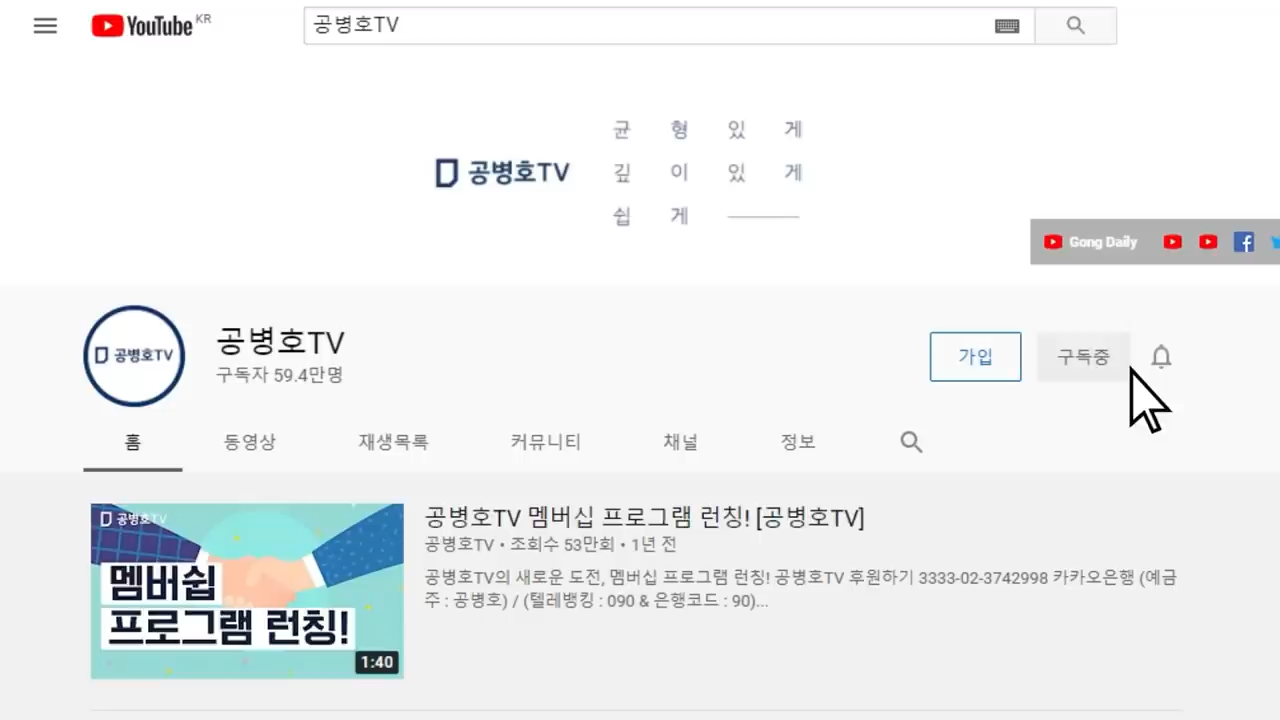 YouTube KR
공병호TV
균형있게
공병호TV
깊이있게
쉽게
Gong Daily
공병호TV
공병호TV
구독자 59.4만명
가입
구독중
홈
동영상
재생목록
커뮤니티
채널
정보
공병호TV
멤버쉽
프로그램 런칭!
1:40
공병호TV 멤버십 프로그램 런칭! [공병호TV]
공병호TV • 조회수 53만회 • 1년 전
공병호TV의 새로운 도전, 멤버십 프로그램 런칭! 공병호TV 후원하기 3333-02-3742998 카카오은행 (예금
주 : 공병호) / (텔레뱅킹 : 090 & 은행코드 : 90)...